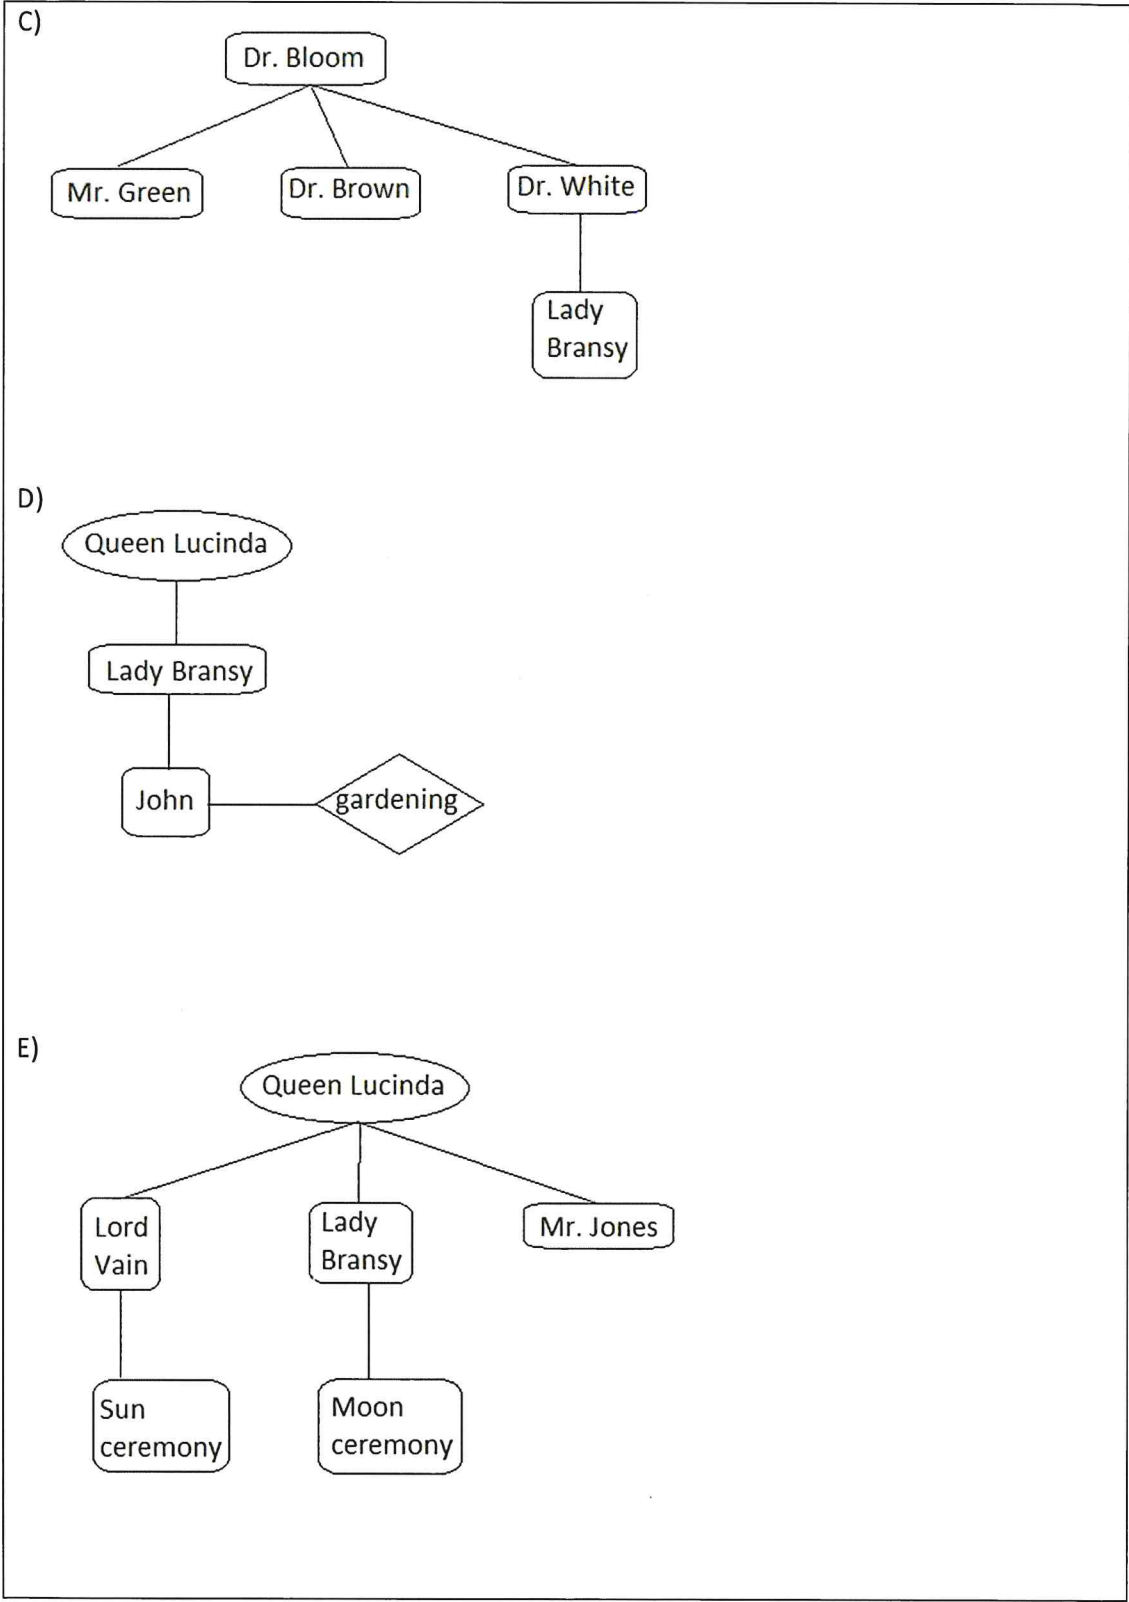 C)
Dr. Bloom
Mr. Green
Dr. Brown
Dr. White
Lady
Bransy
D)
Queen Lucinda
Lady Bransy
John
gardening
E)
Queen Lucinda
Lord
Vain
Lady
Bransy
Mr. Jones
Sun
ceremony
Moon
ceremony